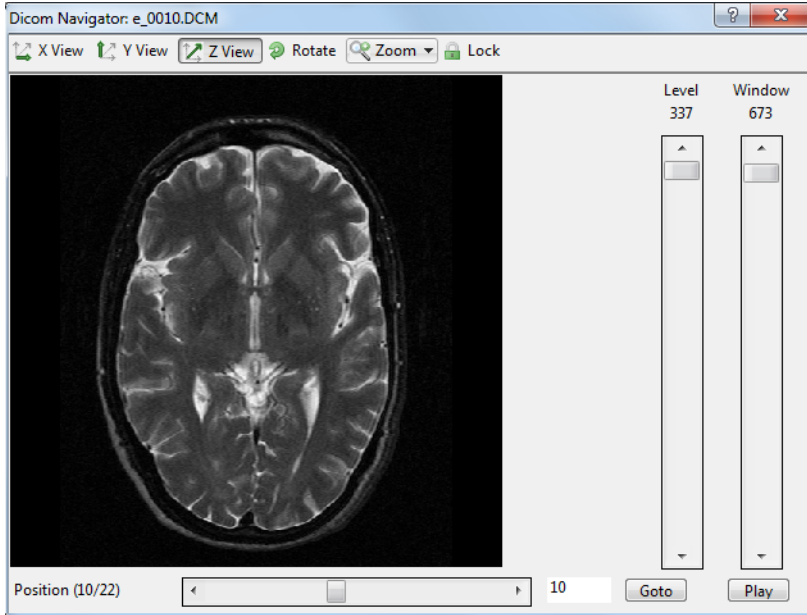 Dicom Navigator: e_0010.DCM
X View Y View Z View Rotate Zoom Lock
Level Window
337 673
Position (10/22) 10 Goto Play